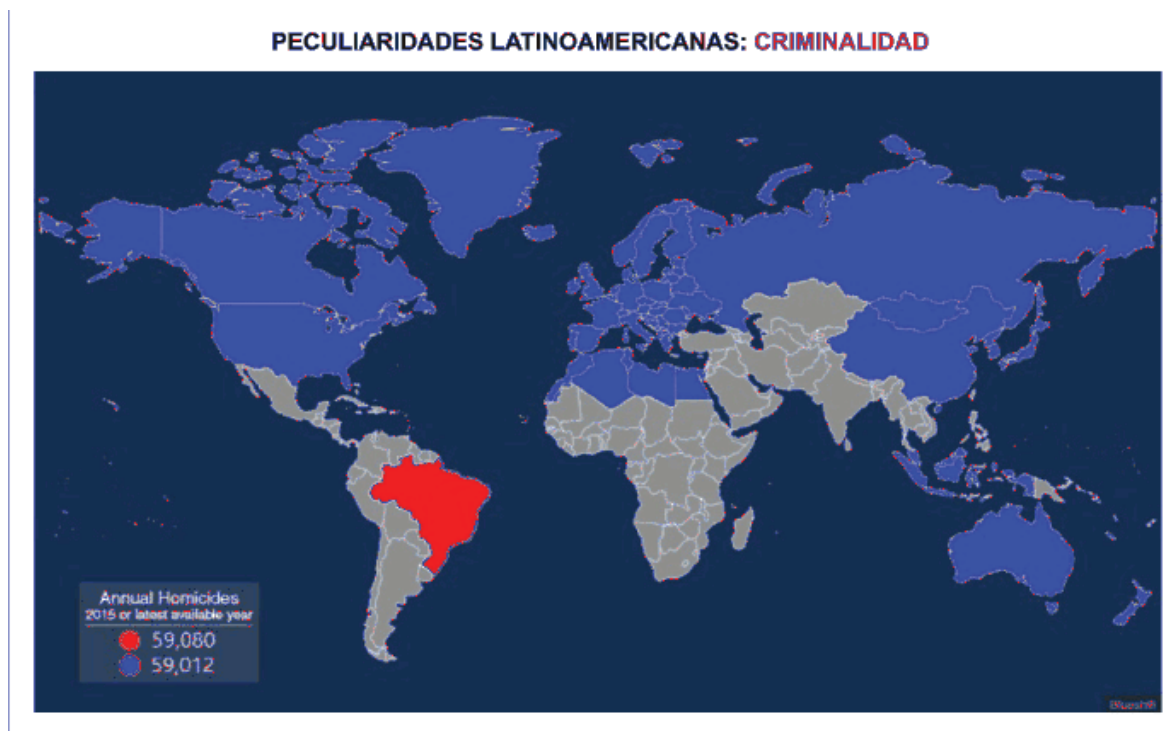 PECULIARIDADES LATINOAMERICANAS: CRIMINALIDAD
Annual Homicides
2015 or latest available year
59,080
59,012